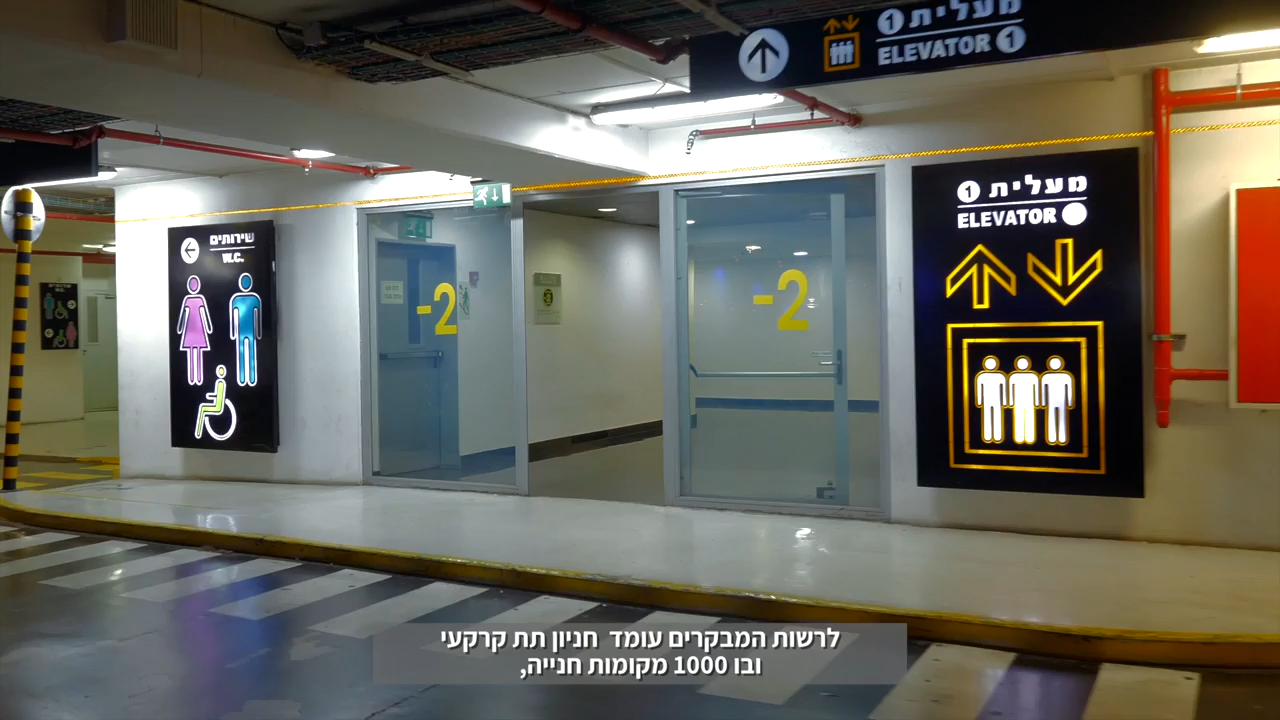 מעלית 1
ELEVATOR 1
1 מעלית
ELEVATOR
שירותים
W.C.
-2
-2
לרשות המבקרים עומד חניון תת קרקעי
ובו 1000 מקומות חנייה,